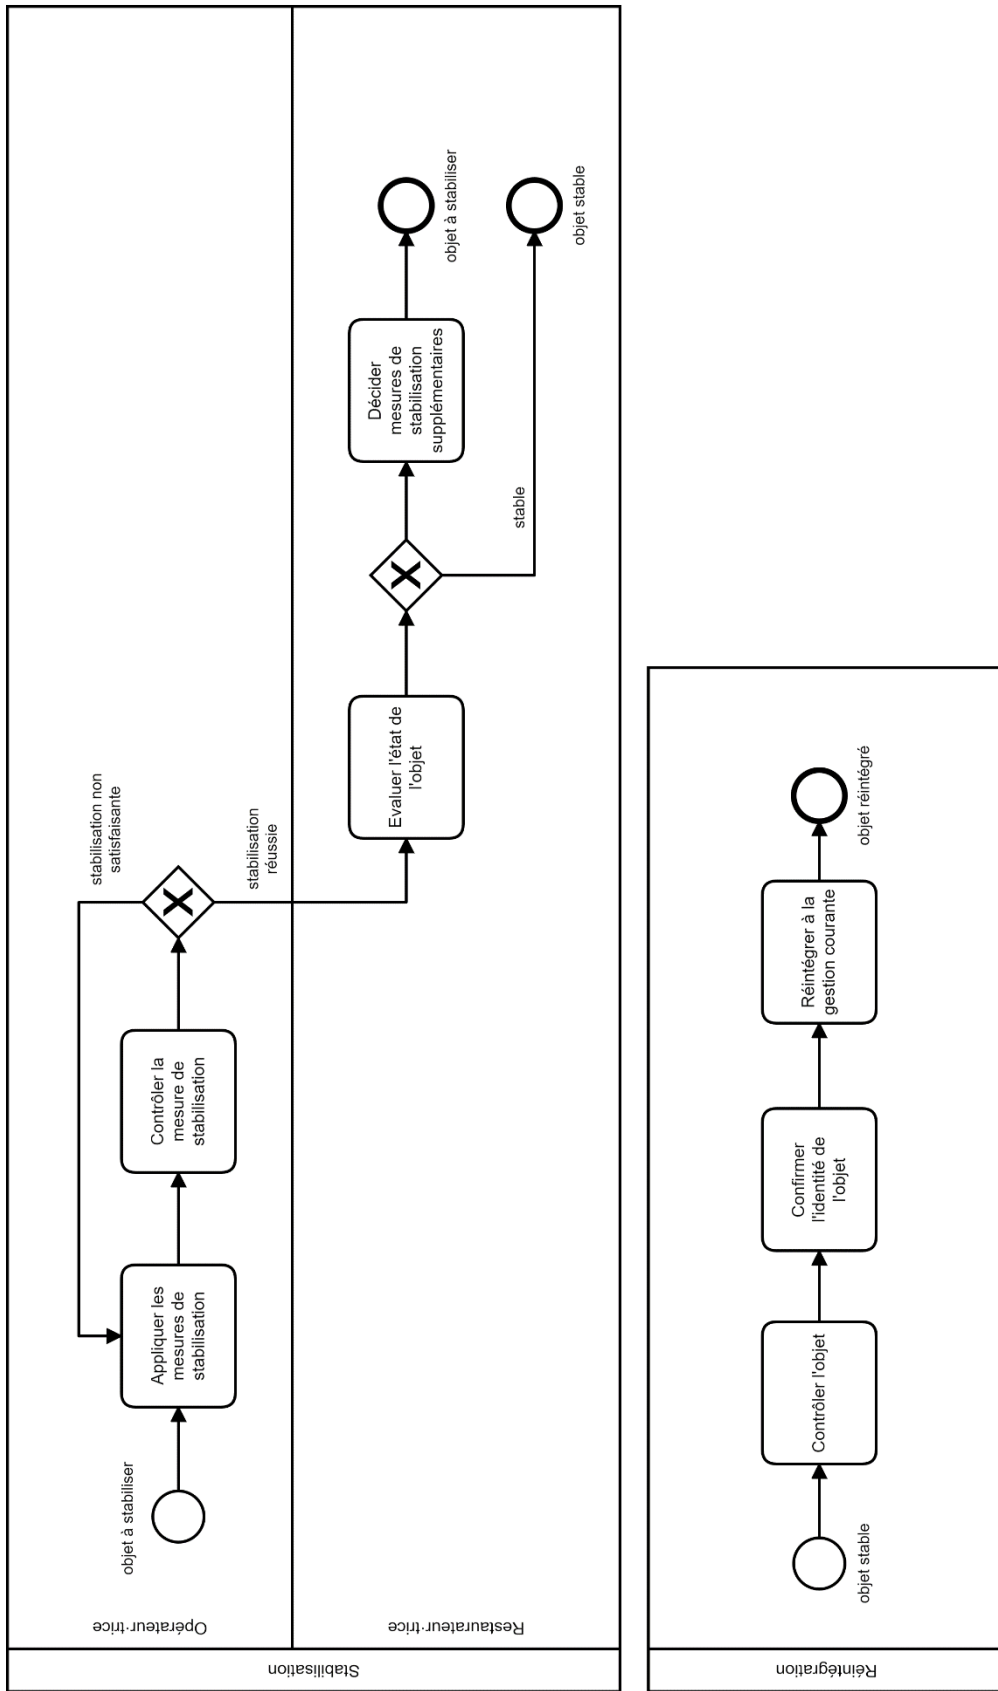 Stabilisation
Opérateur·trice
objet à stabiliser
Appliquer les
mesures de
stabilisation
Contrôler la
mesure de
stabilisation
stabilisation non
satisfaisante
stabilisation
réussie
Restaurateur·trice
Evaluer l'état de
l'objet
stable
Décider
mesures de
stabilisation
supplémentaires
objet à stabiliser
objet stable
Réintégration
objet stable
Contrôler l'objet
Confirmer
l'identité de
l'objet
Réintégrer à la
gestion courante
objet réintégré